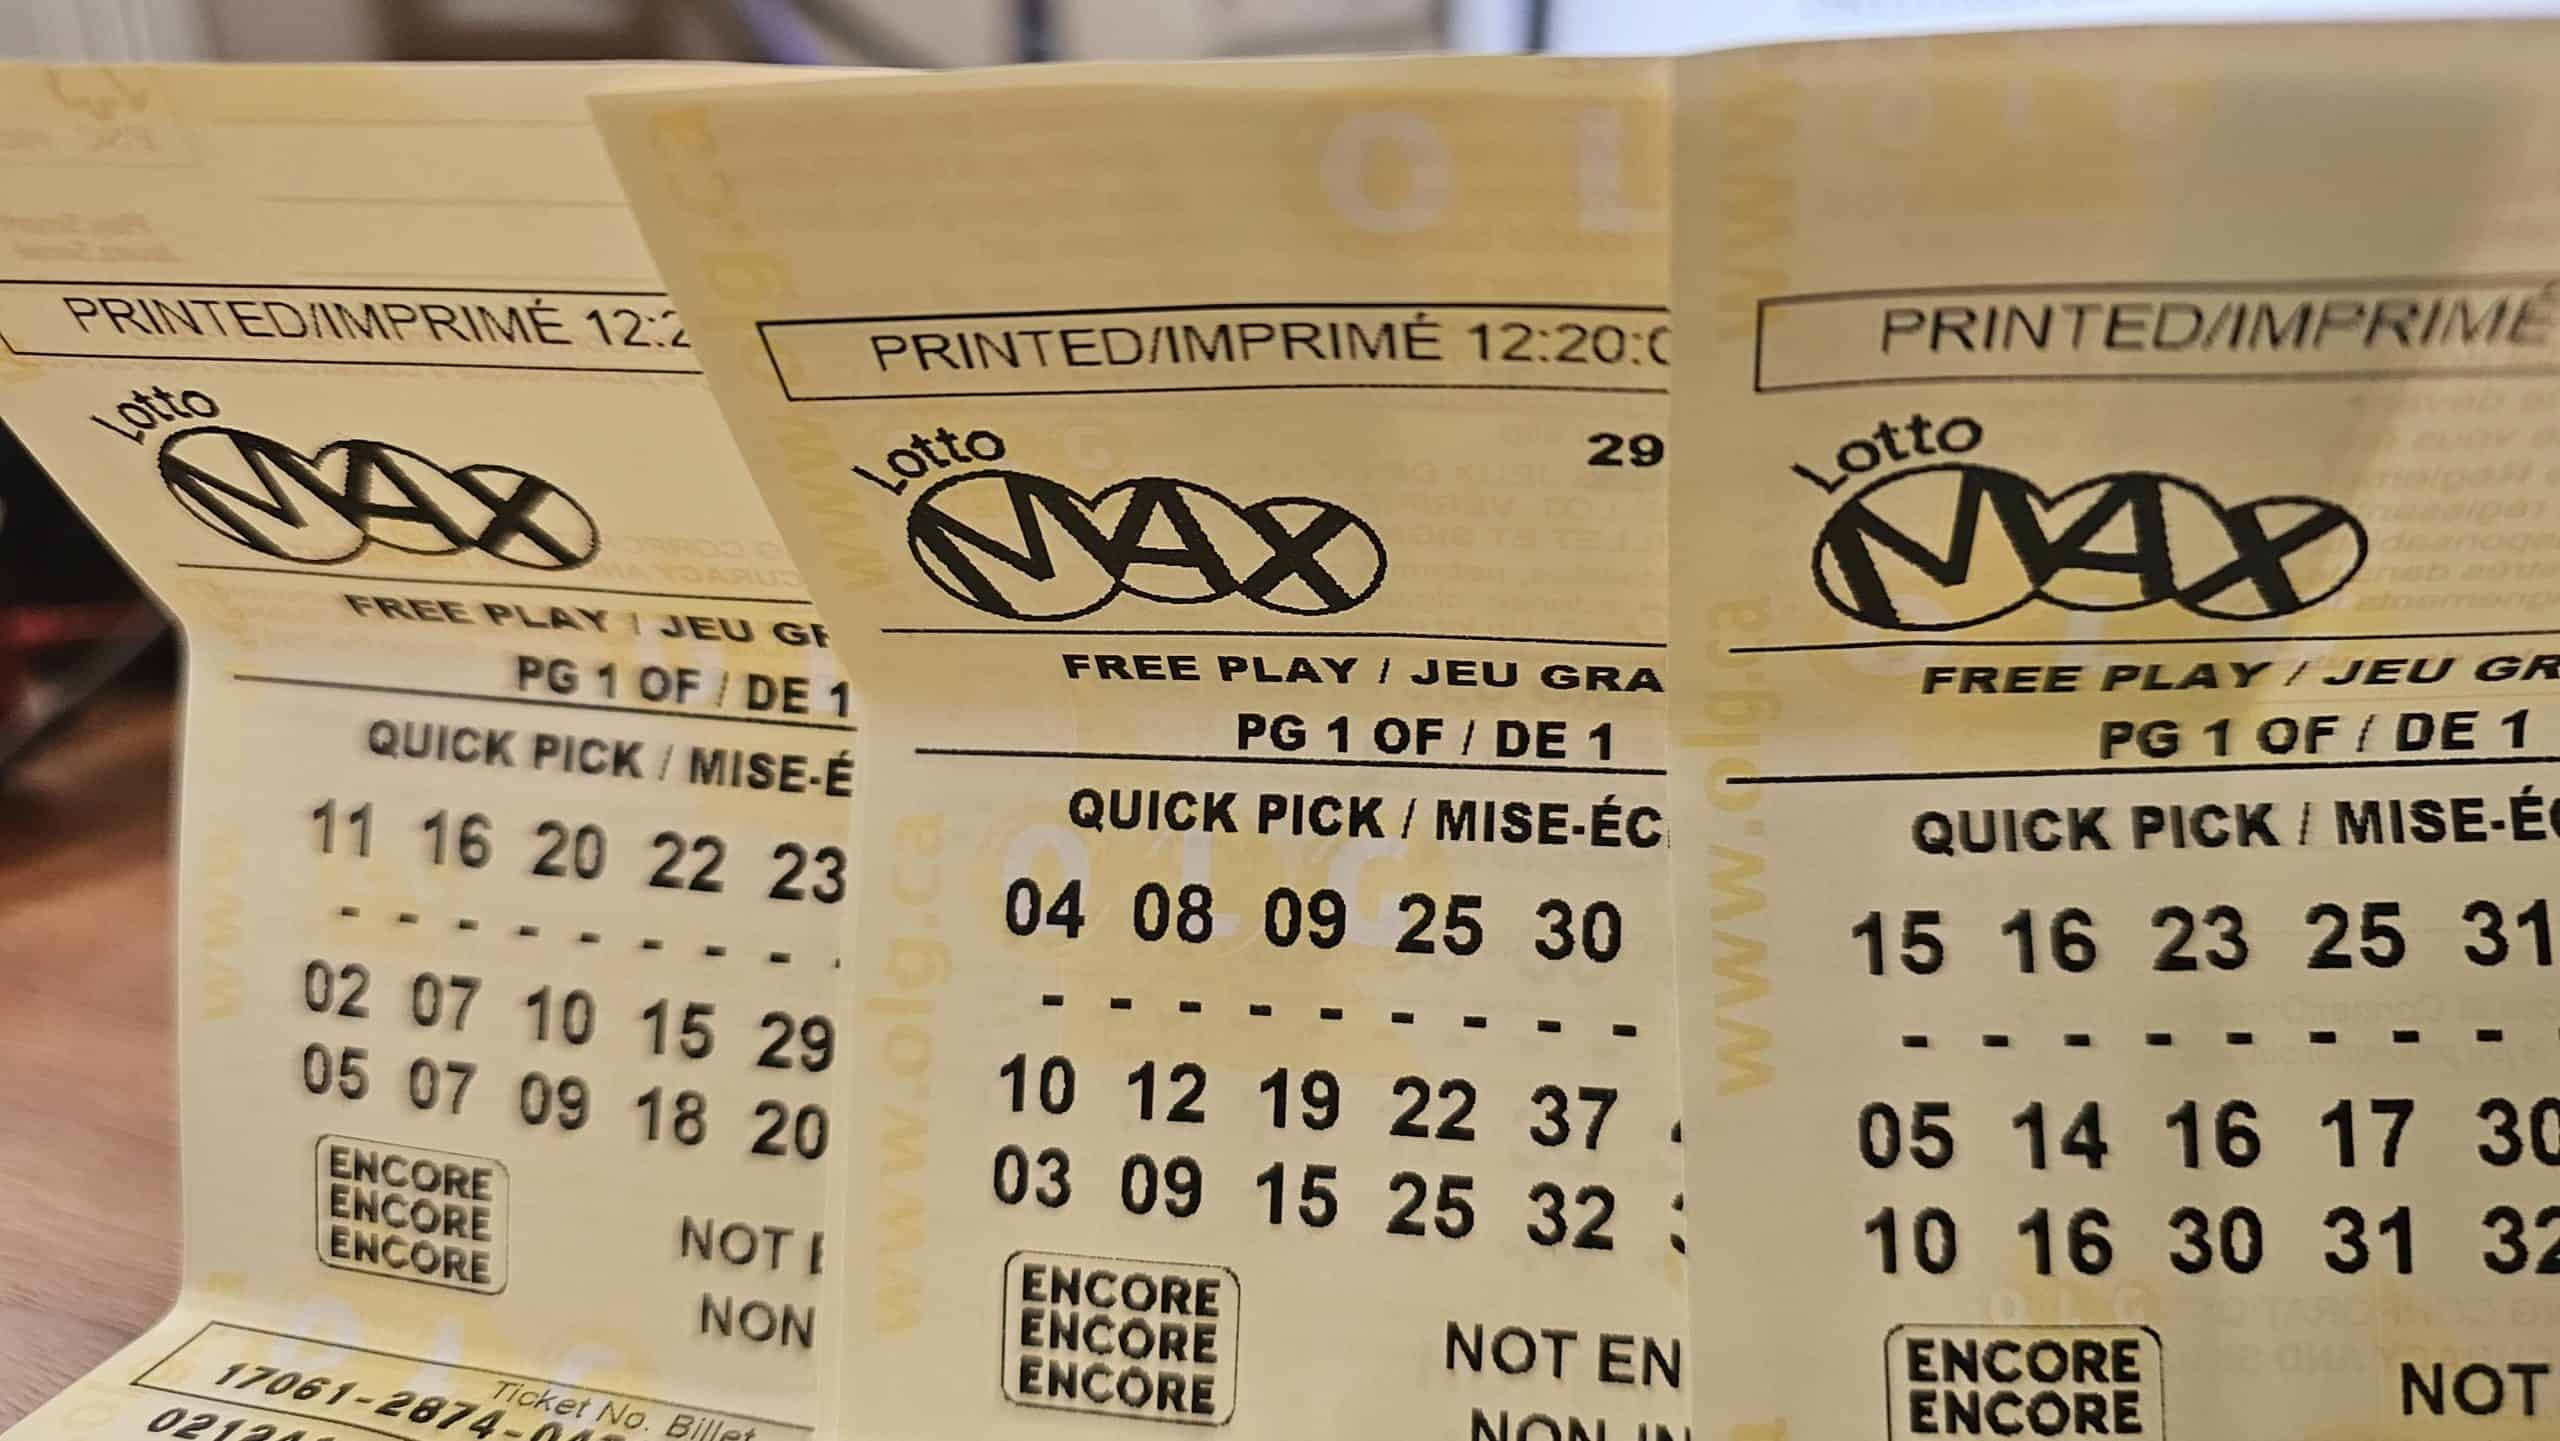 PRINTED/IMPRIMÉ 12:2
Lotto
MAX
FREE PLAY / JEU GR
PG 1 OF / DE 1
QUICK PICK / MISE-É
11 16 20 22 23
- - - - - - - - -
02 07 10 15 29
05 07 09 18 20
ENCORE
ENCORE
ENCORE
NOT
NON
Ticket No. Billet
17061-2874-04
www.olg.ca
O L
PRINTED/IMPRIMÉ 12:20:0
Lotto
MAX
29
FREE PLAY / JEU GRA
PG 1 OF / DE 1
QUICK PICK / MISE-ÉC
OLG
04 08 09 25 30
- - - - - - - - -
10 12 19 22 37
03 09 15 25 32
www.olg.ca
ENCORE
ENCORE
ENCORE
NOT EN
NON IN
PRINTED/IMPRIMÉ
Lotto
MAX
FREE PLAY / JEU GR
PG 1 OF / DE 1
QUICK PICK / MISE-ÉC
www.olg.ca
15 16 23 25 31
- - - - - - - - -
05 14 16 17 30
10 16 30 31 32
ENCORE
ENCORE
NOT